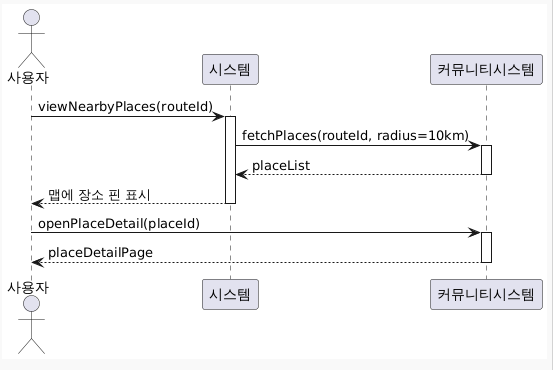 사용자
시스템
커뮤니티시스템
viewNearbyPlaces(routeId)
fetchPlaces(routeId, radius=10km)
placeList
맵에 장소 핀 표시
openPlaceDetail(placeId)
placeDetailPage
사용자
시스템
커뮤니티시스템